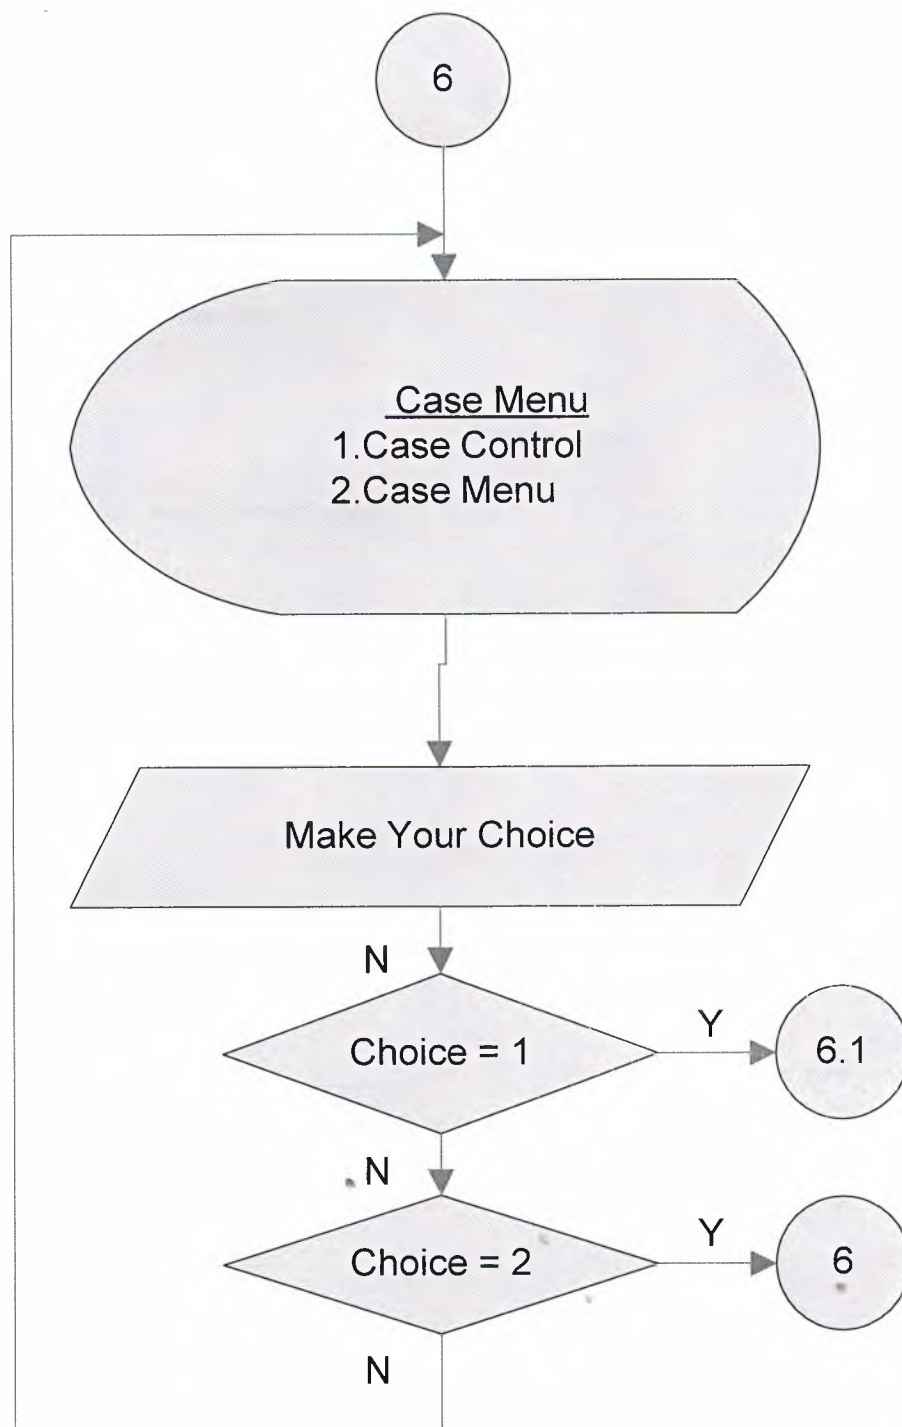 6
Case Menu
1.Case Control
2.Case Menu
Make Your Choice
N
Choice = 1
Y
6.1
N
Choice = 2
Y
6
N